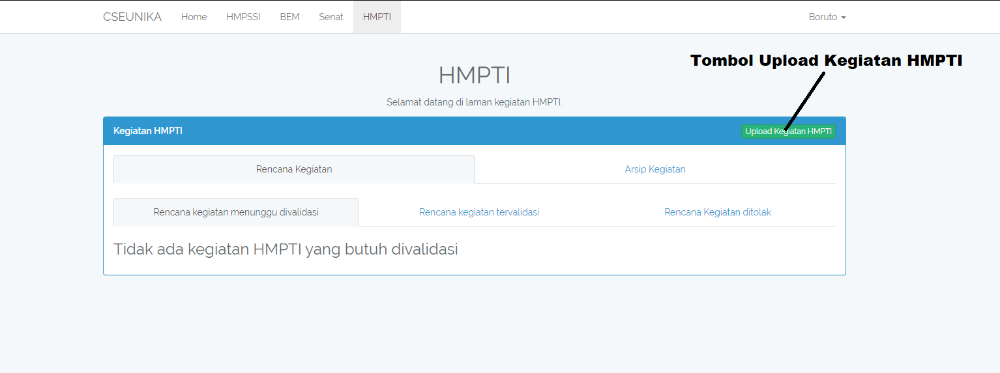 CSEUNIKA Home HMPSSI BEM Senat HMPTI Boruto
Tombol Upload Kegiatan HMPTI
HMPTI
Selamat datang di laman kegiatan HMPTI.
Kegiatan HMPTI Upload Kegiatan HMPTI
Rencana Kegiatan Arsip Kegiatan
Rencana kegiatan menunggu divalidasi Rencana kegiatan tervalidasi Rencana Kegiatan ditolak
Tidak ada kegiatan HMPTI yang butuh divalidasi